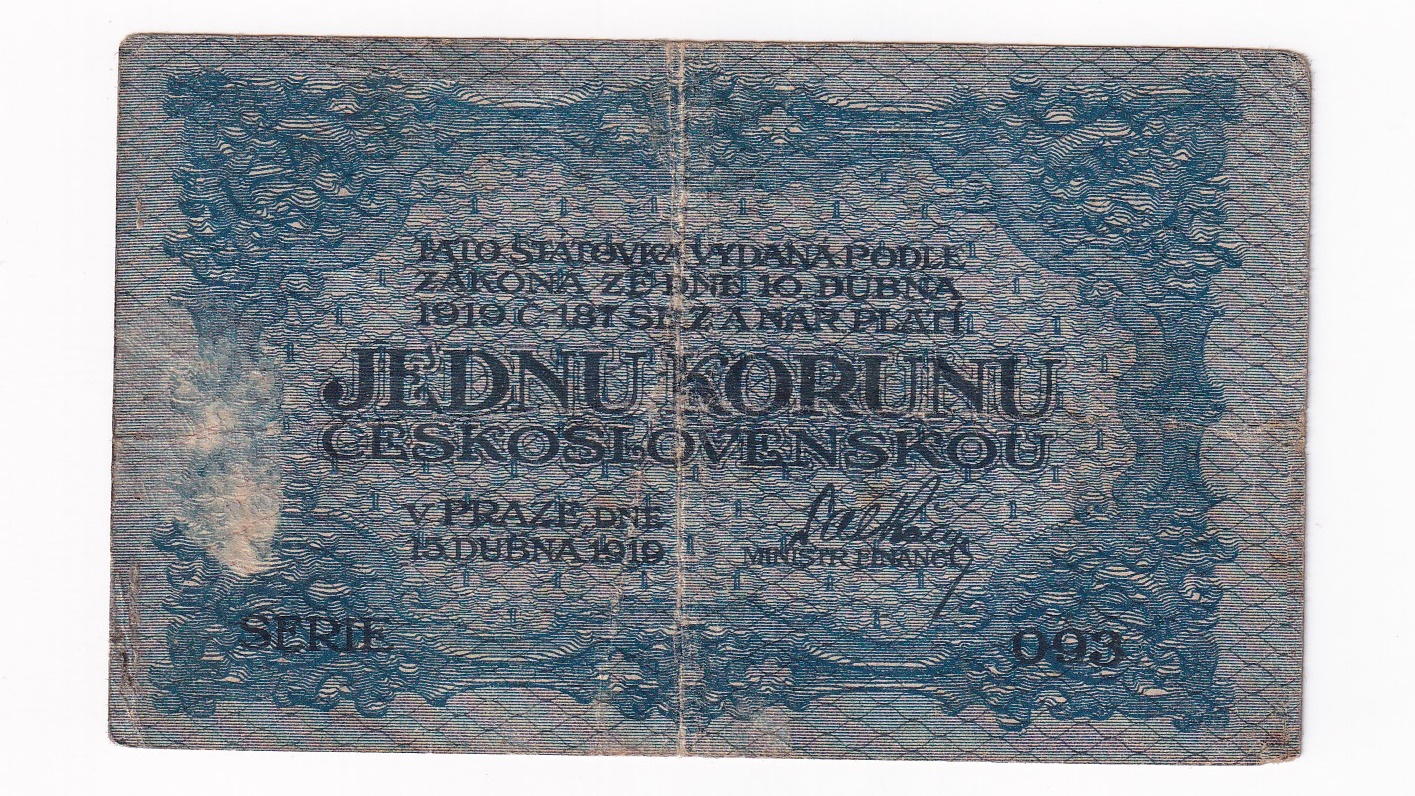 TATO STÁTOVKA VYDANÁ PODLE
ZÁKONA ZE DNE 10. DUBNA
1919 Č. 187 SB. Z. A NAŘ. PLATÍ
JEDNU KORUNU
ČESKOSLOVENSKOU
V PRAZE, DNE
15. DUBNA 1919.
MINISTR FINANCÍ.
SERIE 093